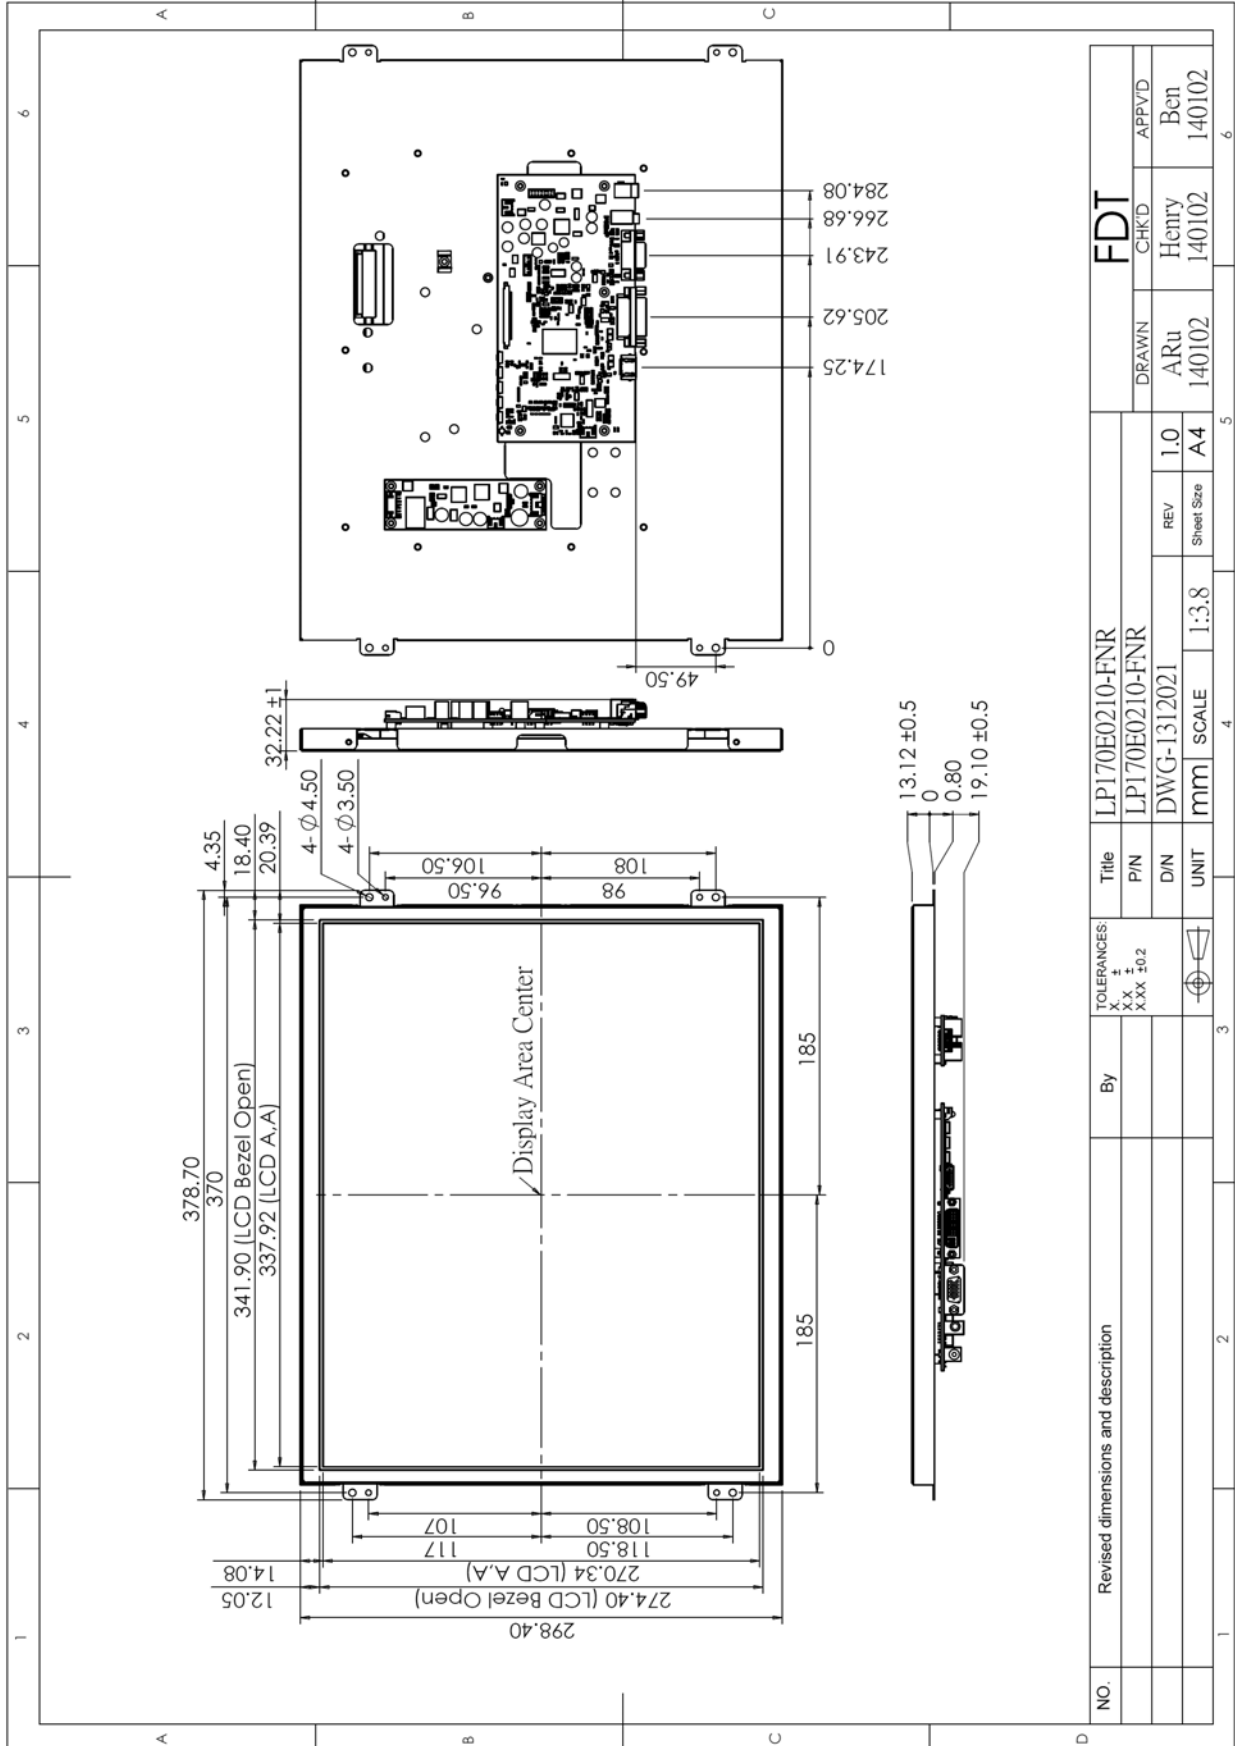 1
2
3
4
5
6
A
B
C
378.70
370
341.90 (LCD Bezel Open)
337.92 (LCD A,A)
4.35
18.40
20.39
4- Ø4.50
4- Ø3.50
12.05
14.08
298.40
274.40 (LCD Bezel Open)
270.34 (LCD A,A)
117
107
118.50
108.50
106.50
96.50
108
98
Display Area Center
185
185
32.22 ±1
49.50
0
174.25
205.62
243.91
266.68
284.08
13.12 ±0.5
0
0.80
19.10 ±0.5
NO.
Revised dimensions and description
By
TOLERANCES:
X. ±
X.X ±
X.XX ±0.2
Title
LP170E0210-FNR
P/N
LP170E0210-FNR
D/N
DWG-1312021
REV
1.0
UNIT
mm
SCALE
1:3.8
Sheet Size
A4
FDT
DRAWN
CHK'D
APPV'D
ARu
Henry
Ben
140102
140102
140102
A
B
C
D
1
2
3
4
5
6